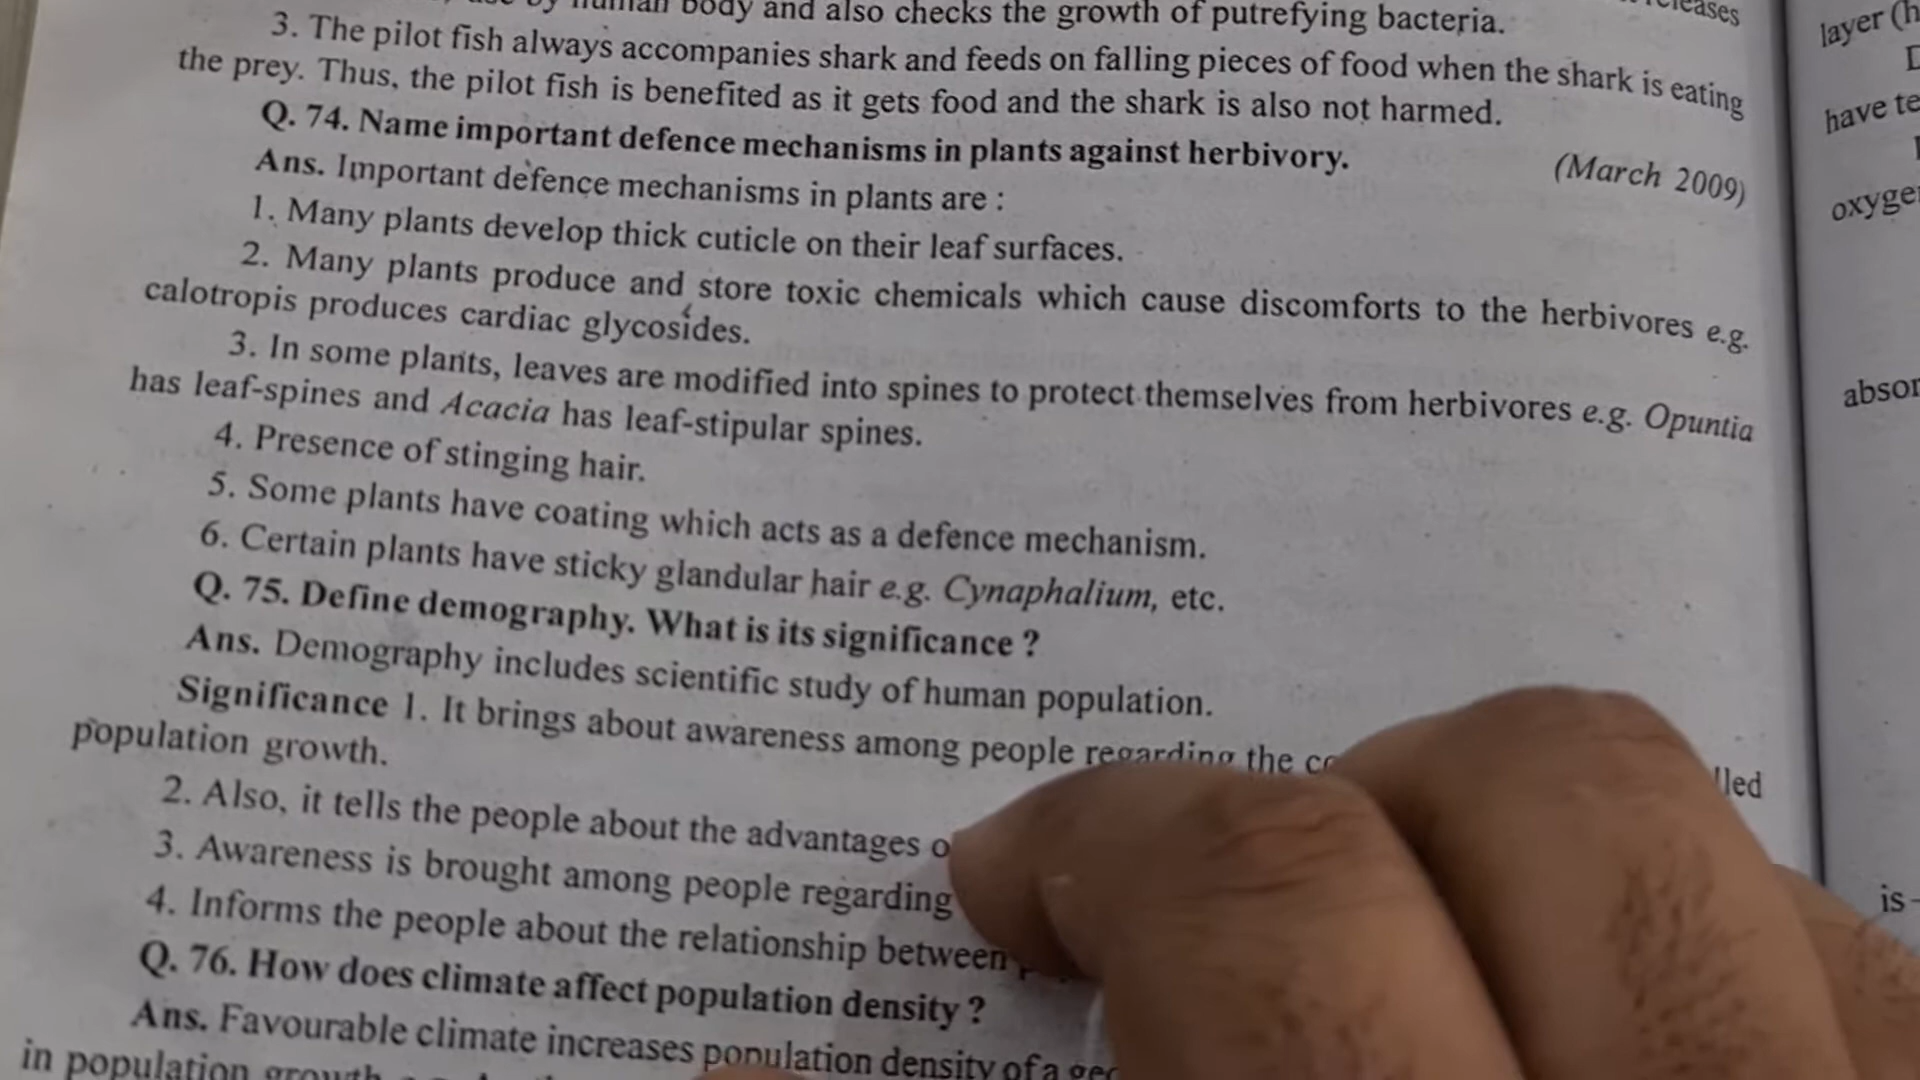 by human body and also checks the growth of putrefying bacteria.
3. The pilot fish always accompanies shark and feeds on falling pieces of food when the shark is eating
the prey. Thus, the pilot fish is benefited as it gets food and the shark is also not harmed.
Q. 74. Name important defence mechanisms in plants against herbivory. (March 2009)
Ans. Important defence mechanisms in plants are :
1. Many plants develop thick cuticle on their leaf surfaces.
2. Many plants produce and store toxic chemicals which cause discomforts to the herbivores e.g.
calotropis produces cardiac glycosides.
3. In some plants, leaves are modified into spines to protect themselves from herbivores e.g. Opuntia
has leaf-spines and Acacia has leaf-stipular spines.
4. Presence of stinging hair.
5. Some plants have coating which acts as a defence mechanism.
6. Certain plants have sticky glandular hair e.g. Cynaphalium, etc.
Q. 75. Define demography. What is its significance ?
Ans. Demography includes scientific study of human population.
Significance 1. It brings about awareness among people regarding the
population growth.
2. Also, it tells the people about the advantages
3. Awareness is brought among people regarding
4. Informs the people about the relationship between
Q. 76. How does climate affect population density ?
Ans. Favourable climate increases population density of a
in population growth
layer
have